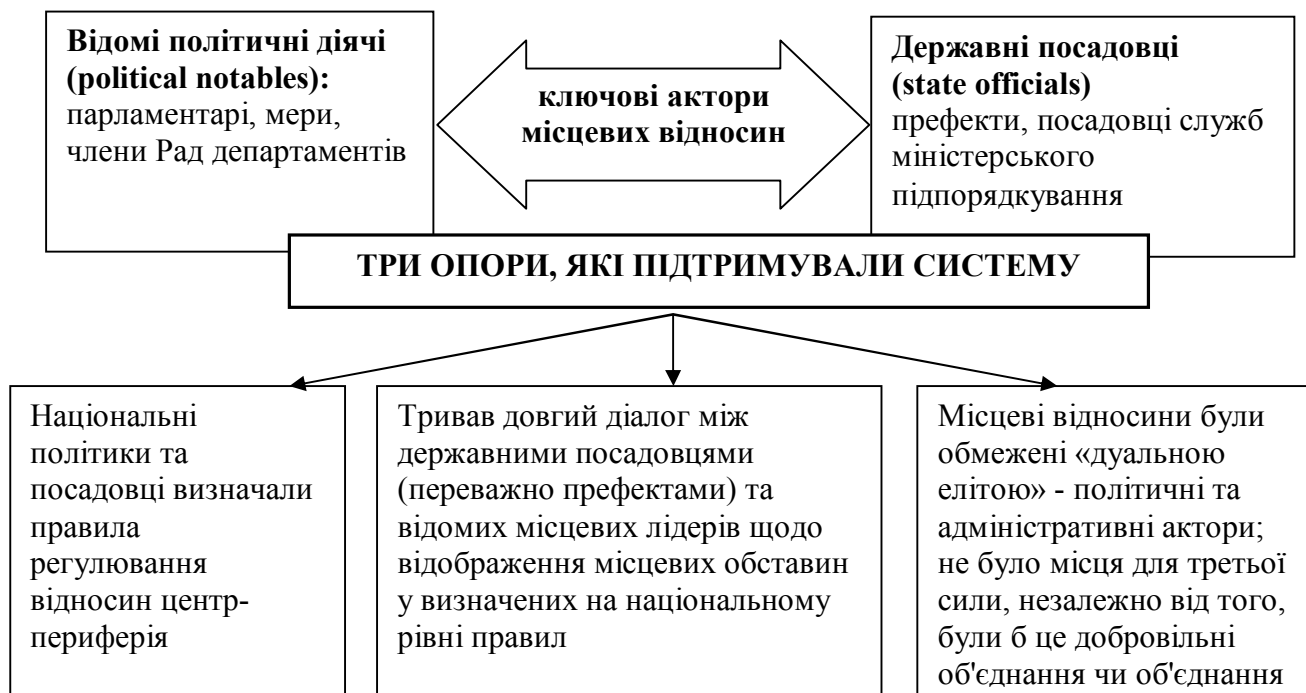 Відомі політичні діячі
(political notables):
парламентарі, мери,
члени Рад департаментів
ключові актори
місцевих відносин
Державні посадовці
(state officials)
префекти, посадовці служб
міністерського
підпорядкування
ТРИ ОПОРИ, ЯКІ ПІДТРИМУВАЛИ СИСТЕМУ
Національні
політики та
посадовці визначали
правила
регулювання
відносин центр-
периферія
Тривав довгий діалог між
державними посадовцями
(переважно префектами) та
відомих місцевих лідерів щодо
відображення місцевих обставин
у визначених на національному
рівні правил
Місцеві відносини були
обмежені «дуальною
елітою» - політичні та
адміністративні актори;
не було місця для третьої
сили, незалежно від того,
були б це добровільні
об'єднання чи об'єднання